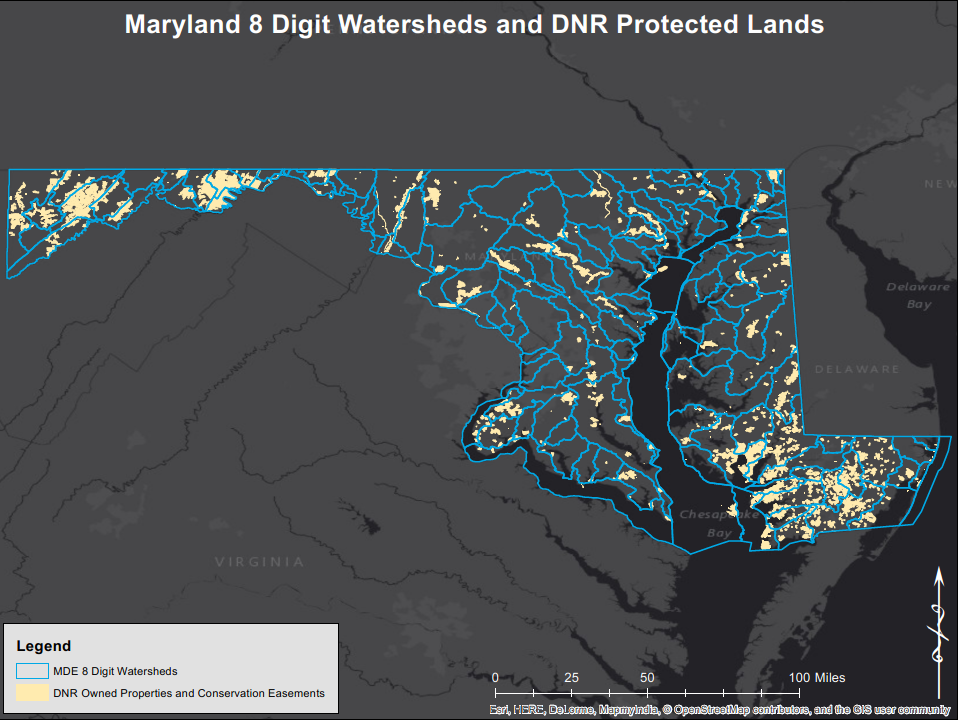 Maryland 8 Digit Watersheds and DNR Protected Lands
NEW
MARYLAND
Delaware
Bay
DELAWARE
Chesapeake
Bay
VIRGINIA
Legend
MDE 8 Digit Watersheds
DNR Owned Properties and Conservation Easements
0 25 50 100 Miles
Esri, HERE, DeLorme, MapmyIndia, © OpenStreetMap contributors, and the GIS user community